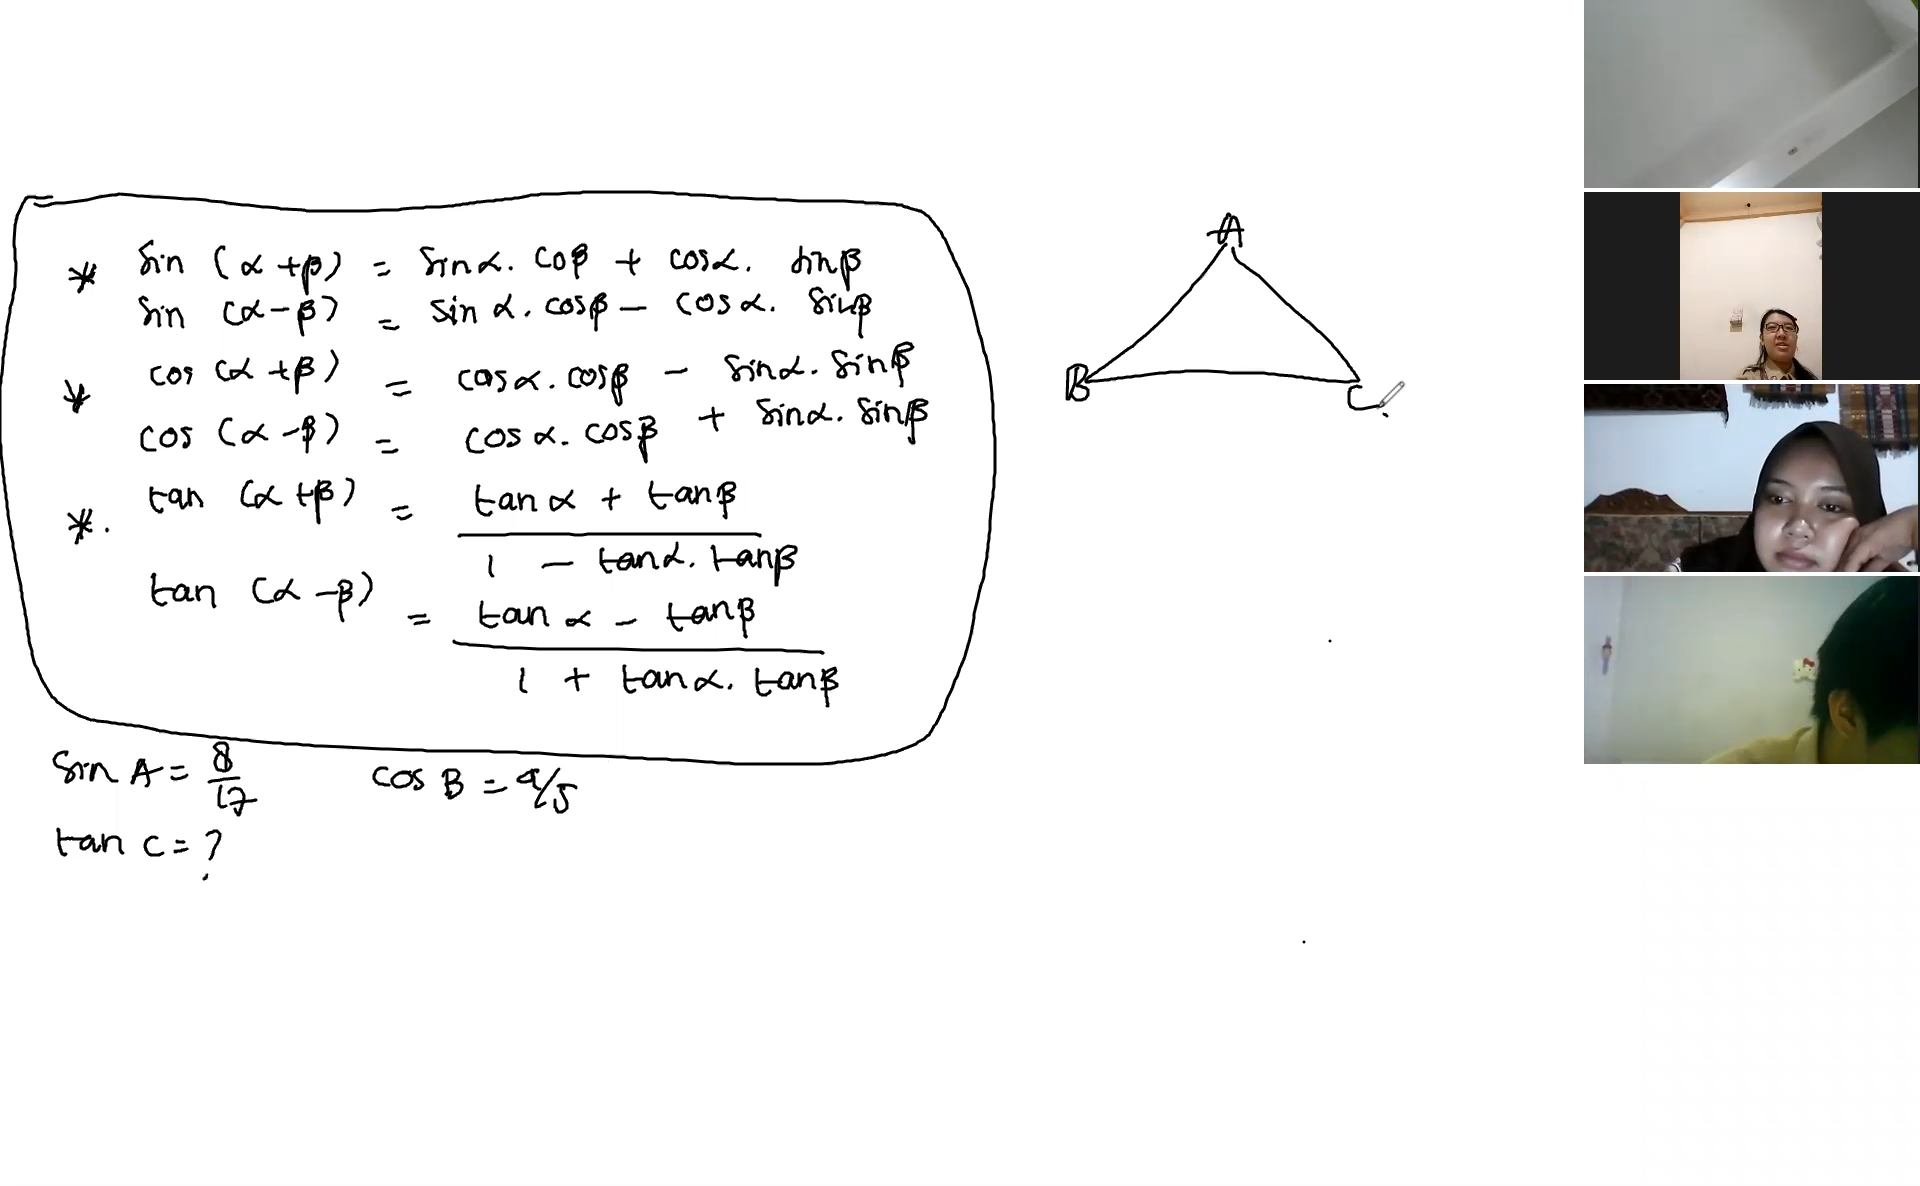 * sin (α + β) = sin α . co β + cos α . sin β
sin (α - β) = sin α . cos β - cos α . sin β
* cos (α + β) = cos α . cos β - sin α . sin β
cos (α - β) = cos α . cos β + sin α . sin β
*. tan (α + β) = tan α + tan β
1 - tan α . tan β
tan (α - β) = tan α - tan β
1 + tan α . tan β
sin A = 8/17 cos B = 4/5
tan C = ?
A
B C